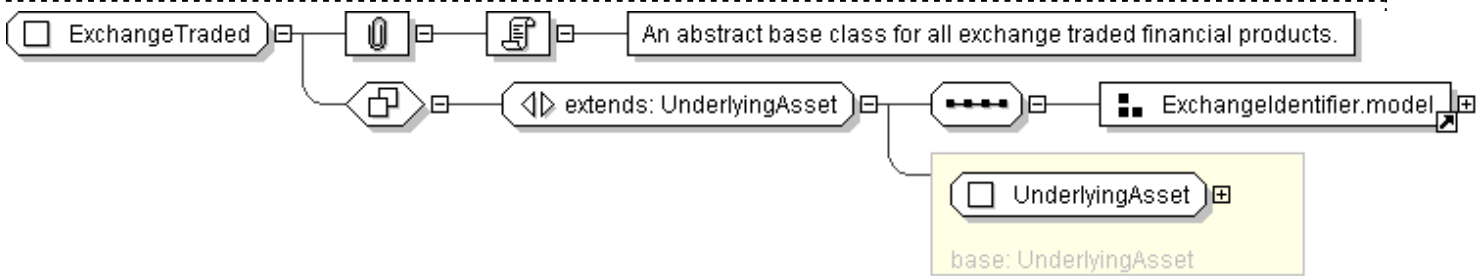 ExchangeTraded
An abstract base class for all exchange traded financial products.
extends: UnderlyingAsset
ExchangeIdentifier.model
UnderlyingAsset
base: UnderlyingAsset